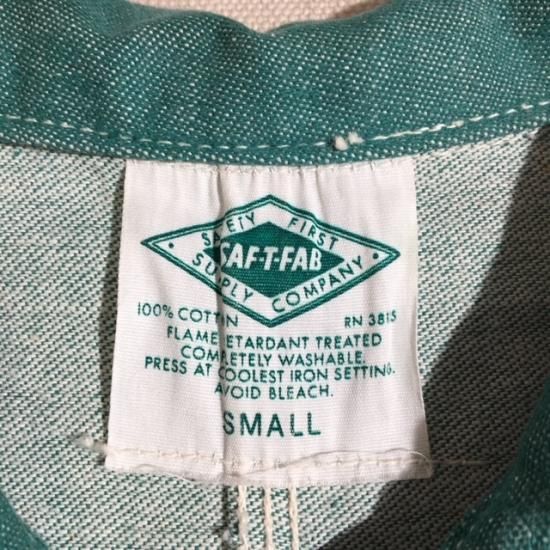 SAFETY FIRST
SAF-T-FAB
SUPPLY COMPANY
100% COTTON RN 3815
FLAME RETARDANT TREATED
COMPLETELY WASHABLE.
PRESS AT COOLEST IRON SETTING.
AVOID BLEACH.
SMALL